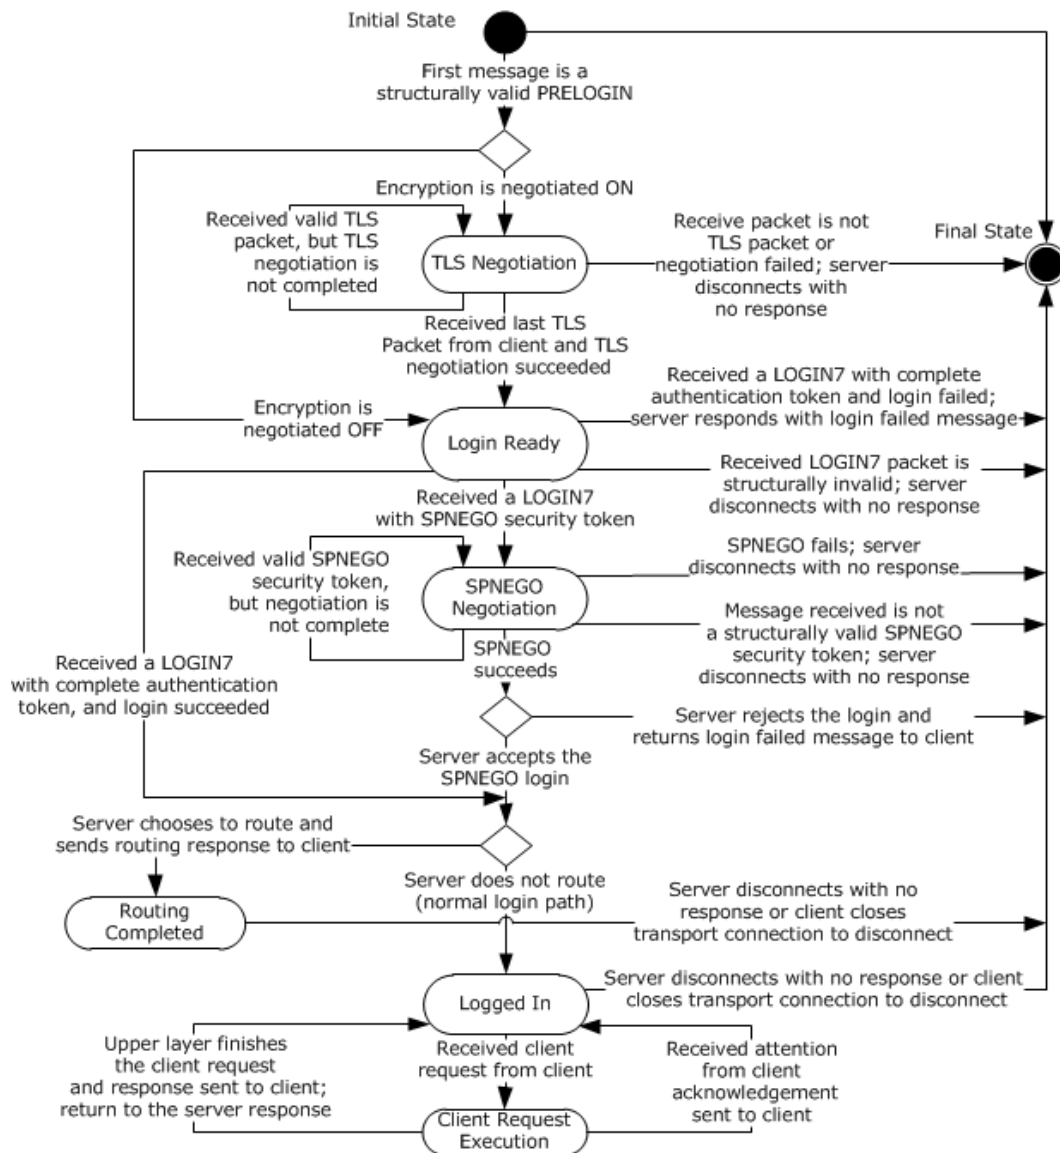 Initial State
First message is a
structurally valid PRELOGIN
Encryption is negotiated ON
Received valid TLS
packet, but TLS
negotiation is
not completed
TLS Negotiation
Receive packet is not
TLS packet or
negotiation failed; server
disconnects with
no response
Final State
Received last TLS
Packet from client and TLS
negotiation succeeded
Encryption is
negotiated OFF
Login Ready
Received a LOGIN7 with complete
authentication token and login failed;
server responds with login failed message
Received LOGIN7 packet is
structurally invalid; server
disconnects with no response
Received a LOGIN7
with SPNEGO security token
Received valid SPNEGO
security token,
but negotiation is
not complete
SPNEGO
Negotiation
SPNEGO fails; server
disconnects with no response
Message received is not
a structurally valid SPNEGO
security token; server
disconnects with no response
SPNEGO
succeeds
Received a LOGIN7
with complete authentication
token, and login succeeded
Server rejects the login and
returns login failed message to client
Server accepts the
SPNEGO login
Server chooses to route and
sends routing response to client
Server does not route
(normal login path)
Routing
Completed
Server disconnects with no
response or client closes
transport connection to disconnect
Logged In
Server disconnects with no response or client
closes transport connection to disconnect
Upper layer finishes
the client request
and response sent to client;
return to the server response
Received client
request from client
Received attention
from client
acknowledgement
sent to client
Client Request
Execution